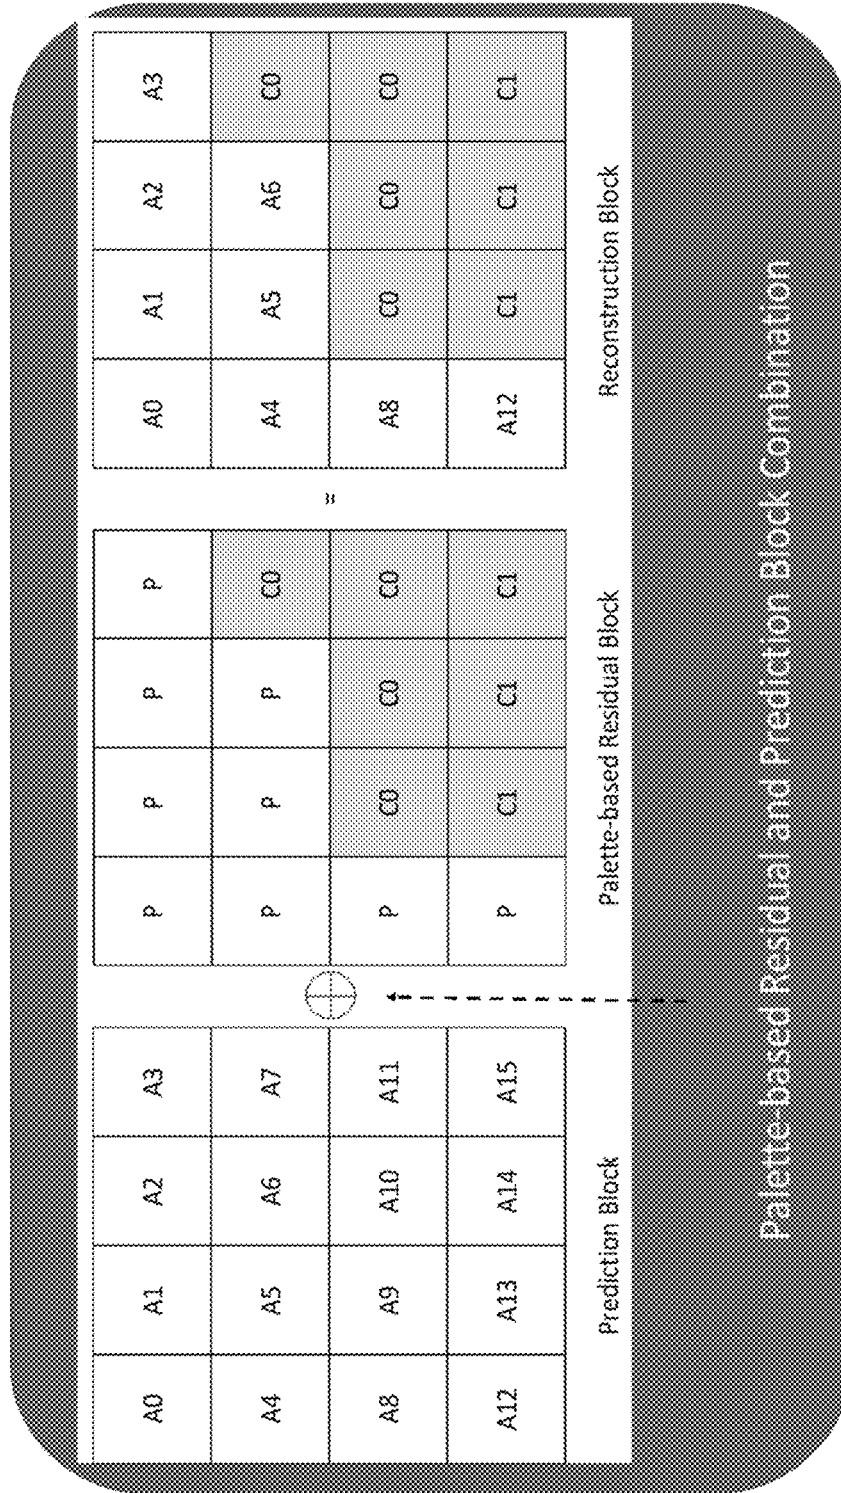 A0 A1 A2 A3 P P P P A0 A1 A2 A3
A4 A5 A6 A7 P P P C0 A4 A5 A6 C0
=
A8 A9 A10 A11 P C0 C0 C0 A8 C0 C0 C0
A12 A13 A14 A15 P C1 C1 C1 A12 C1 C1 C1
Prediction Block Palette-based Residual Block Reconstruction Block
Palette-based Residual and Prediction Block Combination